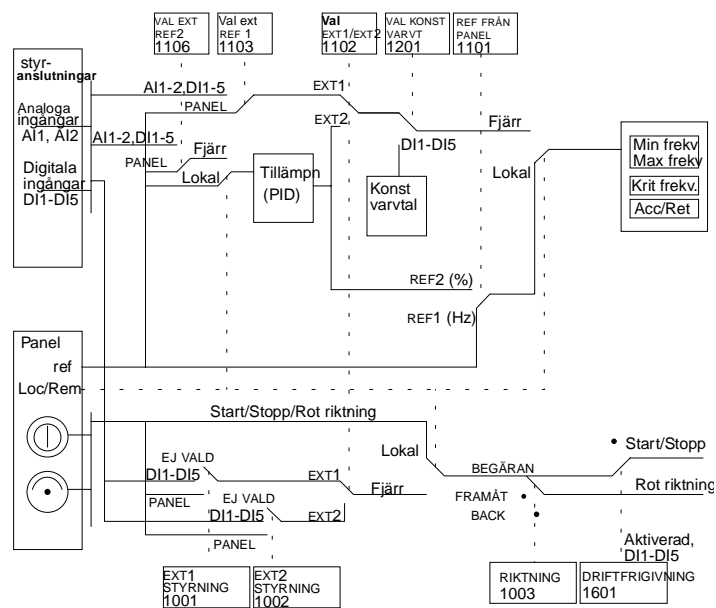 VAL EXT
REF2
1106
Val ext
REF 1
1103
Val
EXT1/EXT2
1102
VAL KONST
VARVT
1201
REF FRÅN
PANEL
1101
styr-
anslutningar
Analoga
ingångar
AI1, AI2
Digitala
ingångar
DI1-DI5
AI1-2,DI1-5
PANEL
EXT1
EXT2
AI1-2,DI1-5
PANEL
Fjärr
Lokal
Tillämpn
(PID)
DI1-DI5
Konst
varvtal
Fjärr
Lokal
Min frekv
Max frekv
Krit frekv.
Acc/Ret
REF2 (%)
REF1 (Hz)
Panel
ref
Loc/Rem
Start/Stopp/Rot riktning
Lokal
EJ VALD
DI1-DI5
PANEL
EXT1
Fjärr
EJ VALD
DI1-DI5
EXT2
PANEL
BEGÄRAN
Start/Stopp
Rot riktning
FRAMÅT
BACK
Aktiverad,
DI1-DI5
EXT1
STYRNING
1001
EXT2
STYRNING
1002
RIKTNING
1003
DRIFTFRIGIVNING
1601